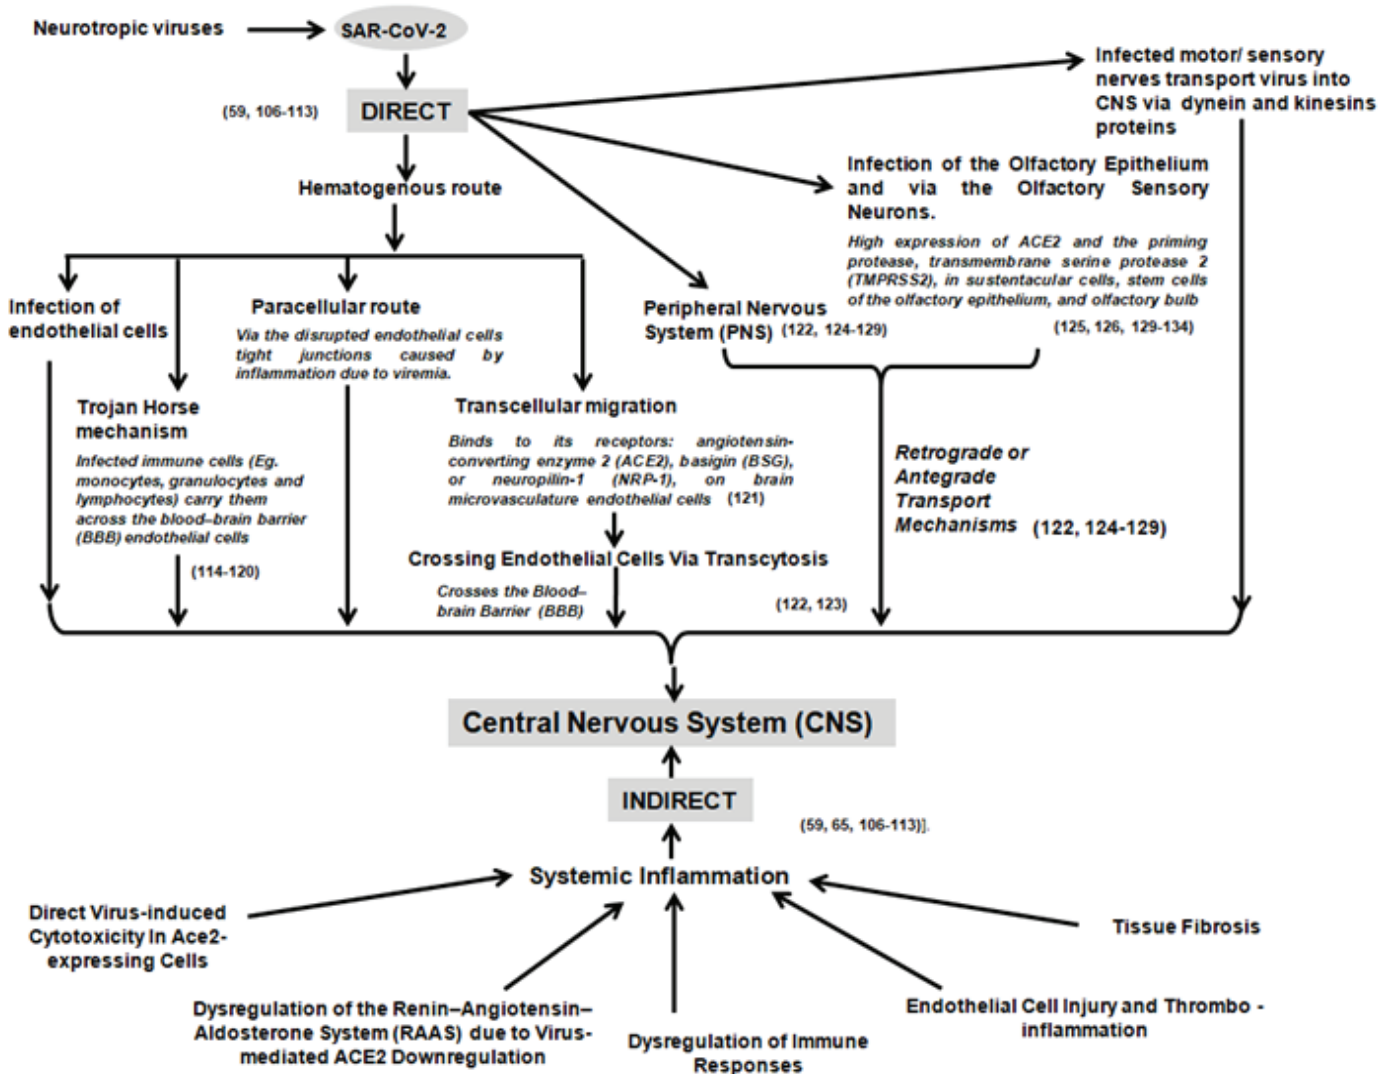 Neurotropic viruses
SAR-CoV-2
(59, 106-113)
DIRECT
Hematogenous route
Infected motor/ sensory
nerves transport virus into
CNS via dynein and kinesins
proteins
Infection of the Olfactory Epithelium
and via the Olfactory Sensory
Neurons.
High expression of ACE2 and the priming
protease, transmembrane serine protease 2
(TMPRSS2), in sustentacular cells, stem cells
of the olfactory epithelium, and olfactory bulb
(125, 126, 129-134)
Peripheral Nervous
System (PNS) (122, 124-129)
Infection of
endothelial cells
Paracellular route
Via the disrupted endothelial cells
tight junctions caused by
inflammation due to viremia.
Trojan Horse
mechanism
Infected immune cells (Eg.
monocytes, granulocytes and
lymphocytes) carry them
across the blood–brain barrier
(BBB) endothelial cells
(114-120)
Transcellular migration
Binds to its receptors: angiotensin-
converting enzyme 2 (ACE2), basigin (BSG),
or neuropilin-1 (NRP-1), on brain
microvasculature endothelial cells (121)
Crossing Endothelial Cells Via Transcytosis
Crosses the Blood–
brain Barrier (BBB)
(122, 123)
Retrograde or
Antegrade
Transport
Mechanisms (122, 124-129)
Central Nervous System (CNS)
INDIRECT
(59, 65, 106-113)].
Systemic Inflammation
Direct Virus-induced
Cytotoxicity In Ace2-
expressing Cells
Dysregulation of the Renin–Angiotensin–
Aldosterone System (RAAS) due to Virus-
mediated ACE2 Downregulation
Dysregulation of Immune
Responses
Endothelial Cell Injury and Thrombo -
inflammation
Tissue Fibrosis